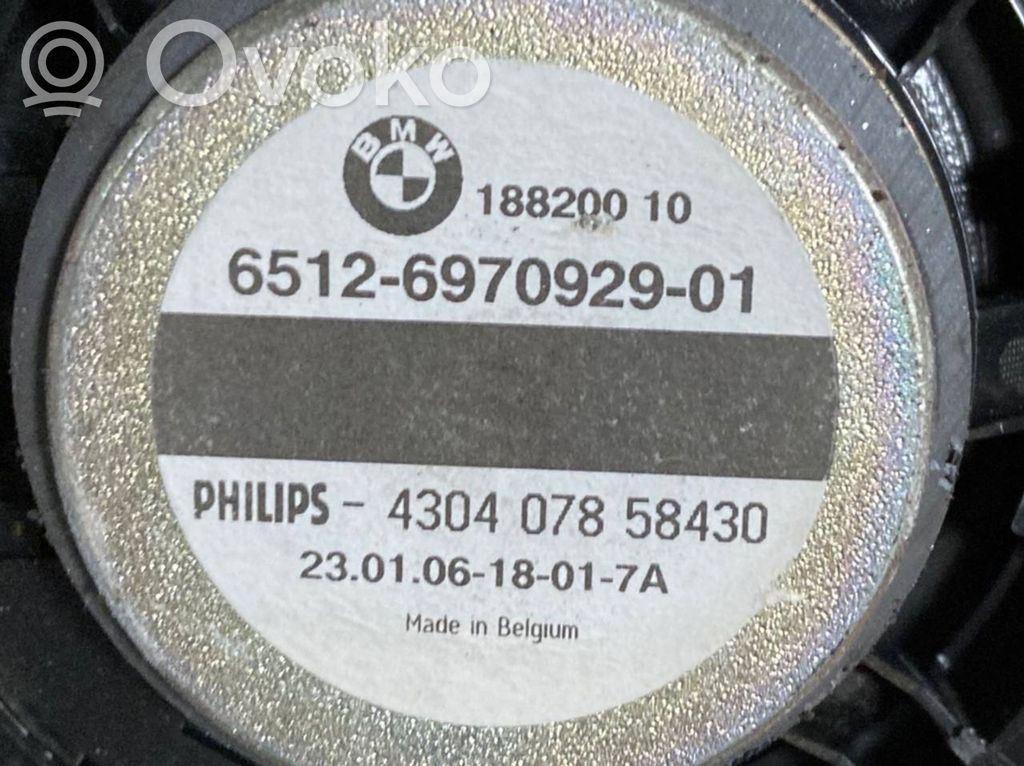 Ovoko
BMW
188200 10
6512-6970929-01
PHILIPS - 4304 078 58430
23.01.06-18-01-7A
Made in Belgium